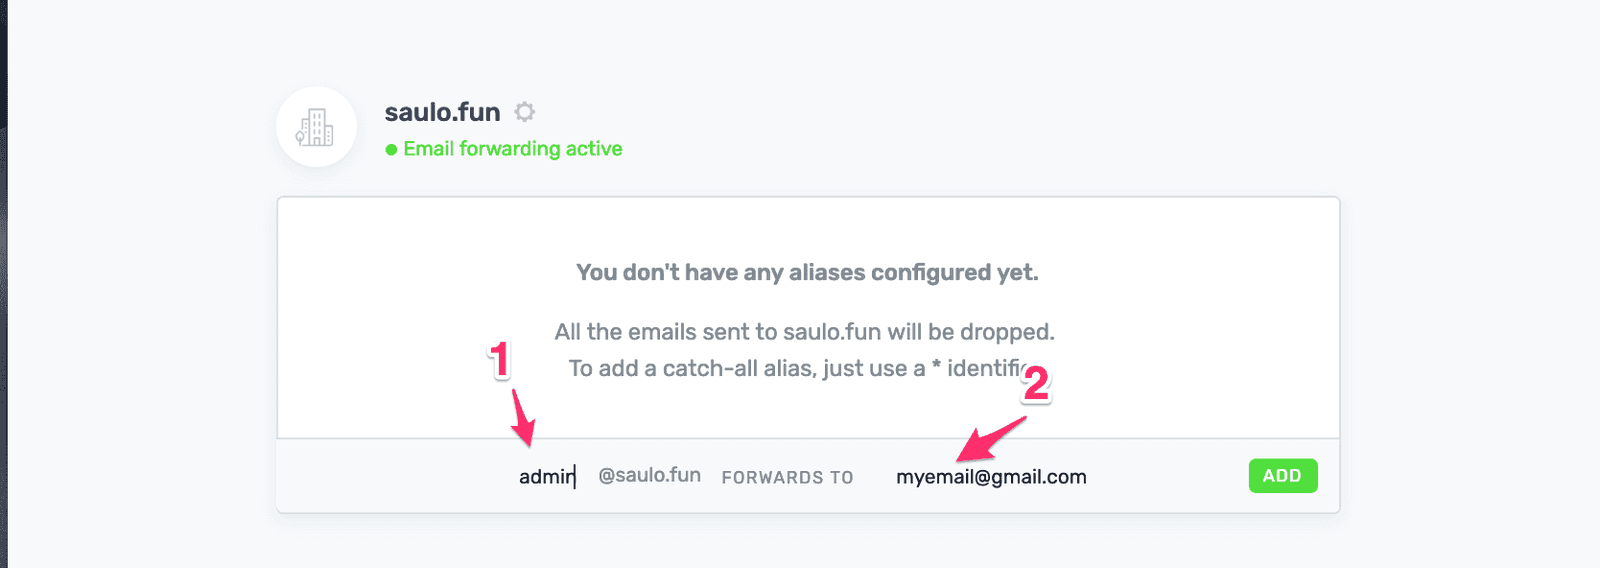 saulo.fun
Email forwarding active
You don't have any aliases configured yet.
All the emails sent to saulo.fun will be dropped.
To add a catch-all alias, just use a *
1
2
admin @saulo.fun FORWARDS TO myemail@gmail.com ADD